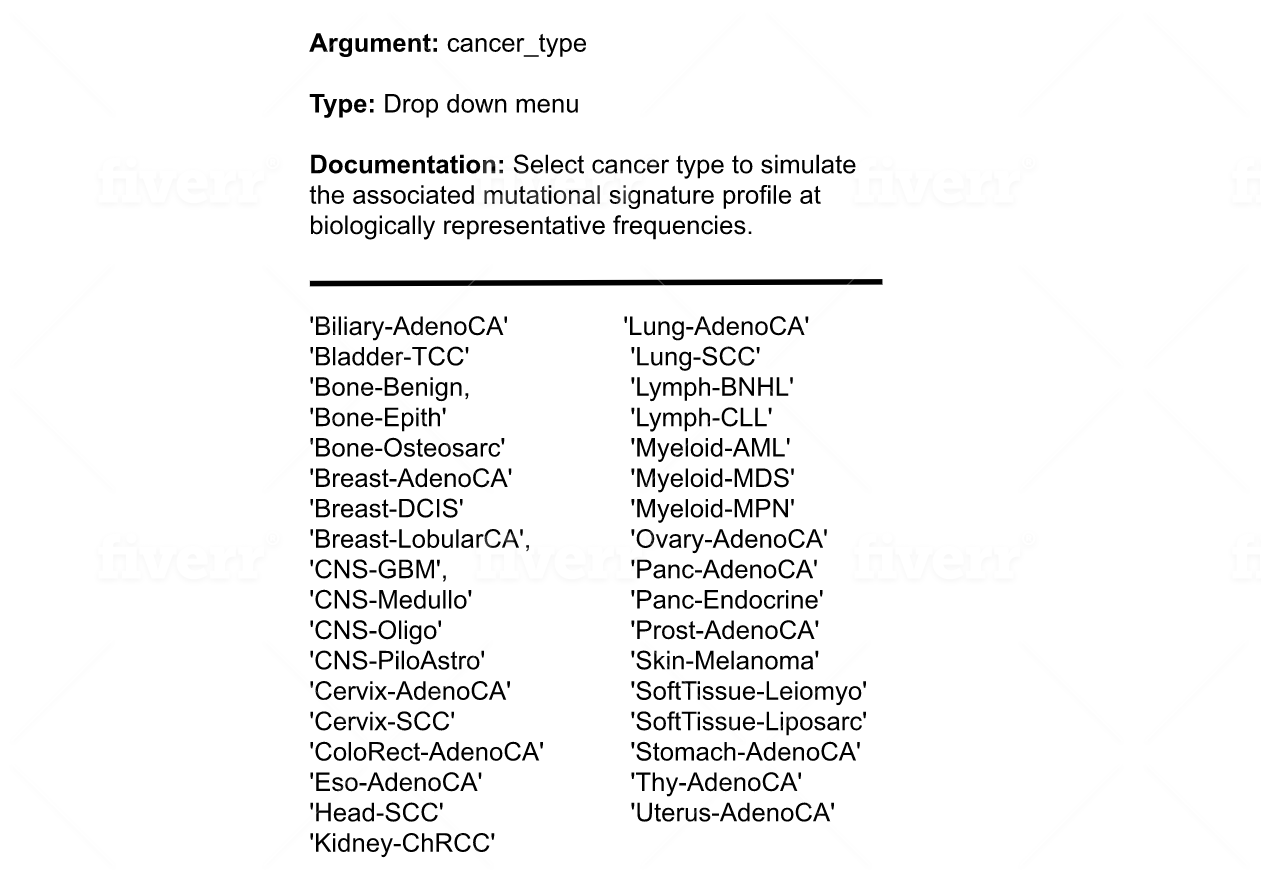 Argument: cancer_type
Type: Drop down menu
Documentation: Select cancer type to simulate
the associated mutational signature profile at
biologically representative frequencies.
'Biliary-AdenoCA'
'Bladder-TCC'
'Bone-Benign,
'Bone-Epith'
'Bone-Osteosarc'
'Breast-AdenoCA'
'Breast-DCIS'
'Breast-LobularCA',
'CNS-GBM',
'CNS-Medullo'
'CNS-Oligo'
'CNS-PiloAstro'
'Cervix-AdenoCA'
'Cervix-SCC'
'ColoRect-AdenoCA'
'Eso-AdenoCA'
'Head-SCC'
'Kidney-ChRCC'
'Lung-AdenoCA'
'Lung-SCC'
'Lymph-BNHL'
'Lymph-CLL'
'Myeloid-AML'
'Myeloid-MDS'
'Myeloid-MPN'
'Ovary-AdenoCA'
'Panc-AdenoCA'
'Panc-Endocrine'
'Prost-AdenoCA'
'Skin-Melanoma'
'SoftTissue-Leiomyo'
'SoftTissue-Liposarc'
'Stomach-AdenoCA'
'Thy-AdenoCA'
'Uterus-AdenoCA'
fiverr®
fiverr®
fiverr®
fiverr®
fiverr®
fiverr®